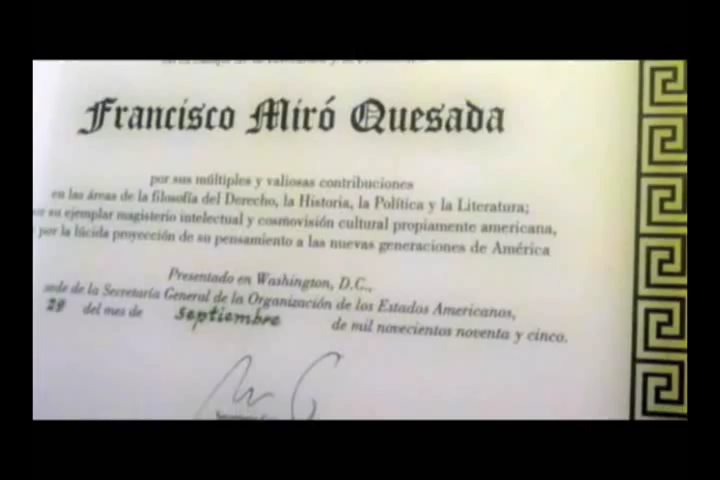 Francisco Miró Quesada
por sus múltiples y valiosas contribuciones
en las áreas de la filosofía del Derecho, la Historia, la Política y la Literatura;
su ejemplar magisterio intelectual y cosmovisión cultural propiamente americana,
por la lúcida proyección de su pensamiento a las nuevas generaciones de América
Presentado en Washington, D.C.,
sede de la Secretaría General de la Organización de los Estados Americanos,
29 del mes de septiembre de mil novecientos noventa y cinco.